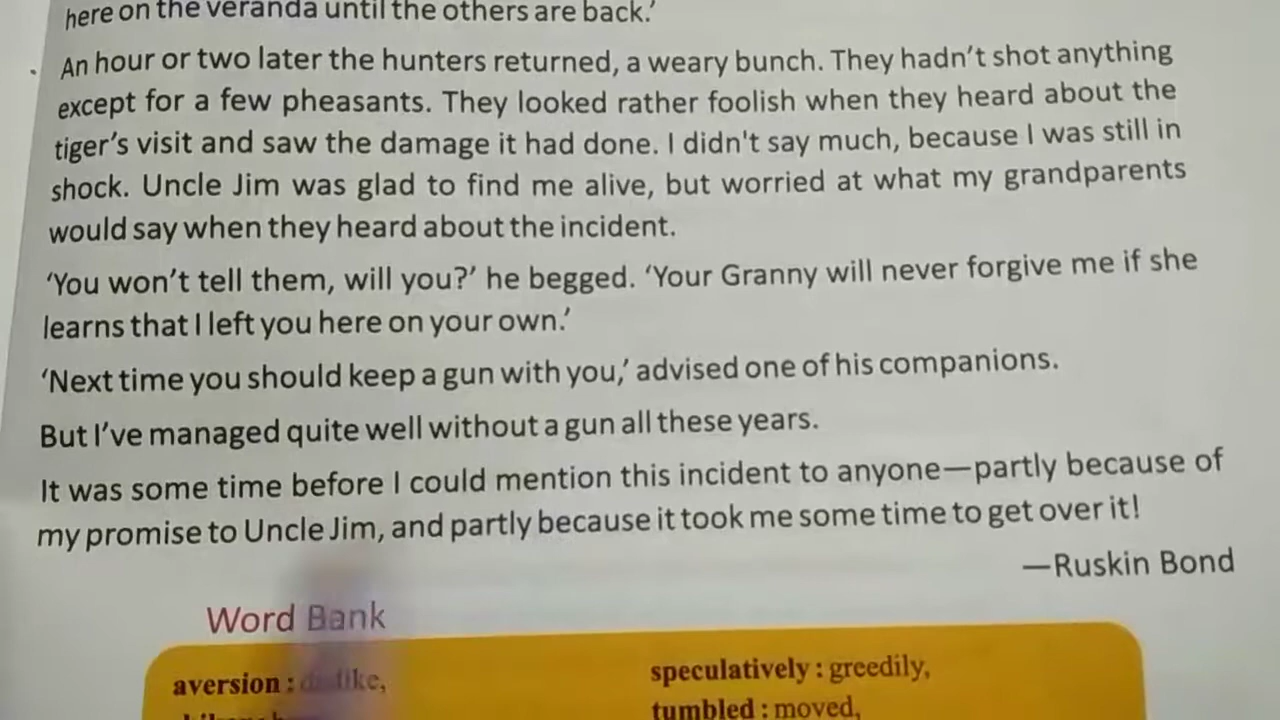 here on the veranda until the others are back.'
An hour or two later the hunters returned, a weary bunch. They hadn't shot anything
except for a few pheasants. They looked rather foolish when they heard about the
tiger's visit and saw the damage it had done. I didn't say much, because I was still in
shock. Uncle Jim was glad to find me alive, but worried at what my grandparents
would say when they heard about the incident.
'You won't tell them, will you?' he begged. 'Your Granny will never forgive me if she
learns that I left you here on your own.'
'Next time you should keep a gun with you,' advised one of his companions.
But I've managed quite well without a gun all these years.
It was some time before I could mention this incident to anyone—partly because of
my promise to Uncle Jim, and partly because it took me some time to get over it!
—Ruskin Bond
Word Bank
aversion : dislike,
speculatively : greedily,
tumbled : moved,